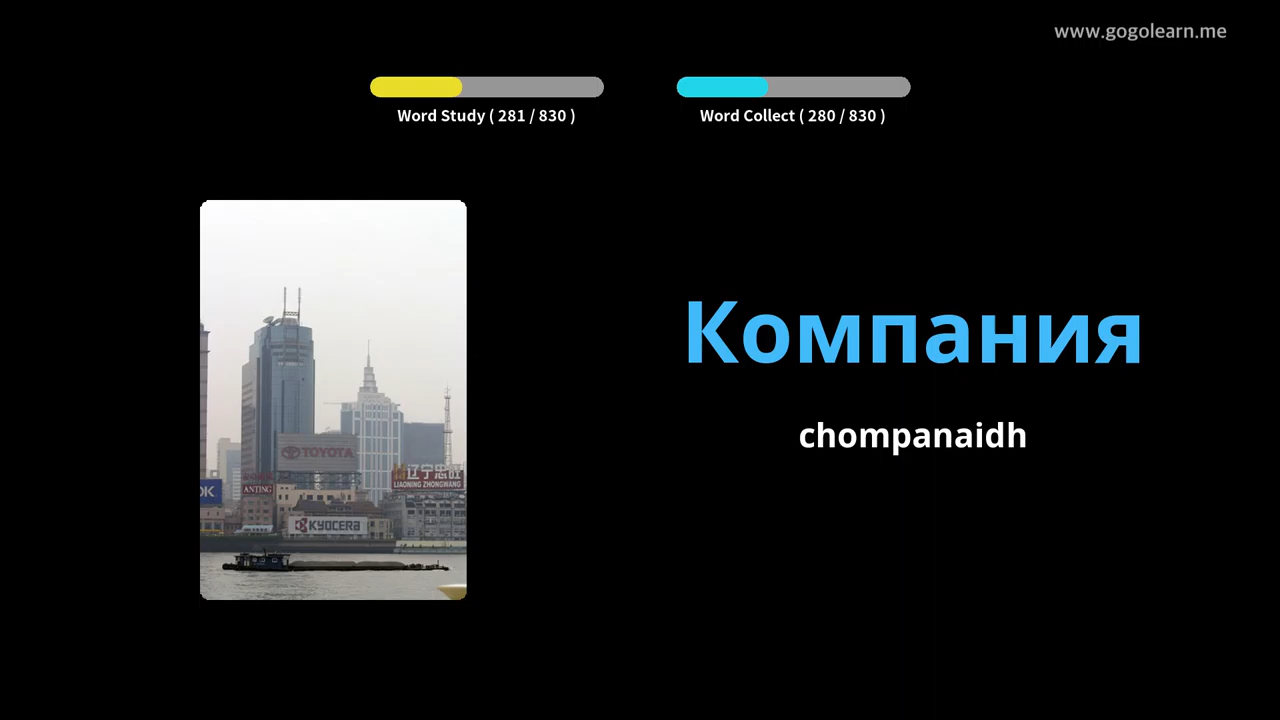 www.gogolearn.me
Word Study ( 281 / 830 )
Word Collect ( 280 / 830 )
Компания
chompanaidh
TOYOTA
辽宁忠旺
LIAONING ZHONGWANG
OK
ANTING
KYOCERA